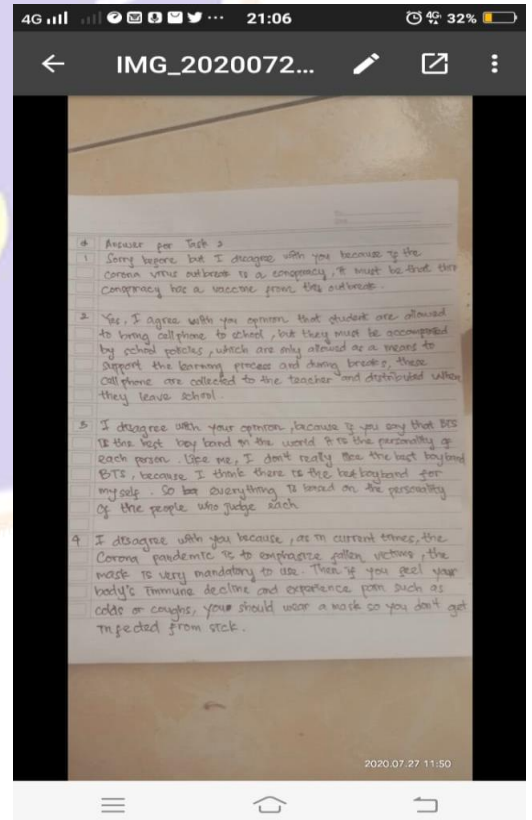 4G 21:06 4G 32%
IMG_2020072...
# Answer for Task 2
1 Sorry before but I disagree with you because if the
corona virus outbreak is a conspiracy, it must be that this
conspiracy has a vaccine from this outbreak.
2 Yes, I agree with you opinion that student are allowed
to bring cellphone to school, but they must be accompanied
by school policies, which are only allowed as a means to
support the learning process and during breaks, these
cell phone are collected to the teacher and distributed when
they leave school.
3 I disagree with your opinion, because if you say that BTS
is the best boy band in the world it is the personality of
each person. Like me, I don't really like the best boyband
BTS, because I think there is the best boyband for
my self. So everything is based on the personality
of the people who judge each
4 I disagree with you because, as in current times, the
Corona pandemic is to emphasize fallen victims, the
mask is very mandatory to use. Then if you feel your
body's immune decline and experience pain such as
colds or coughs, your should wear a mask so you don't get
infected from sick.
2020.07.27 11:50